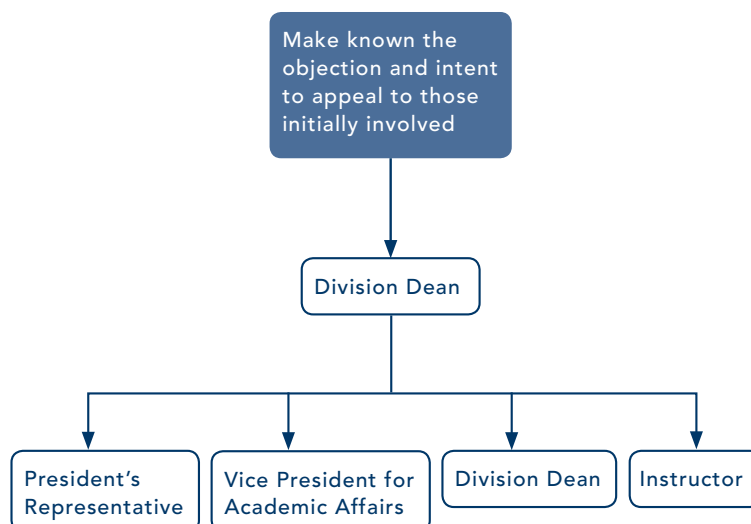 Make known the
objection and intent
to appeal to those
initially involved
Division Dean
President’s
Representative
Vice President for
Academic Affairs
Division Dean
Instructor